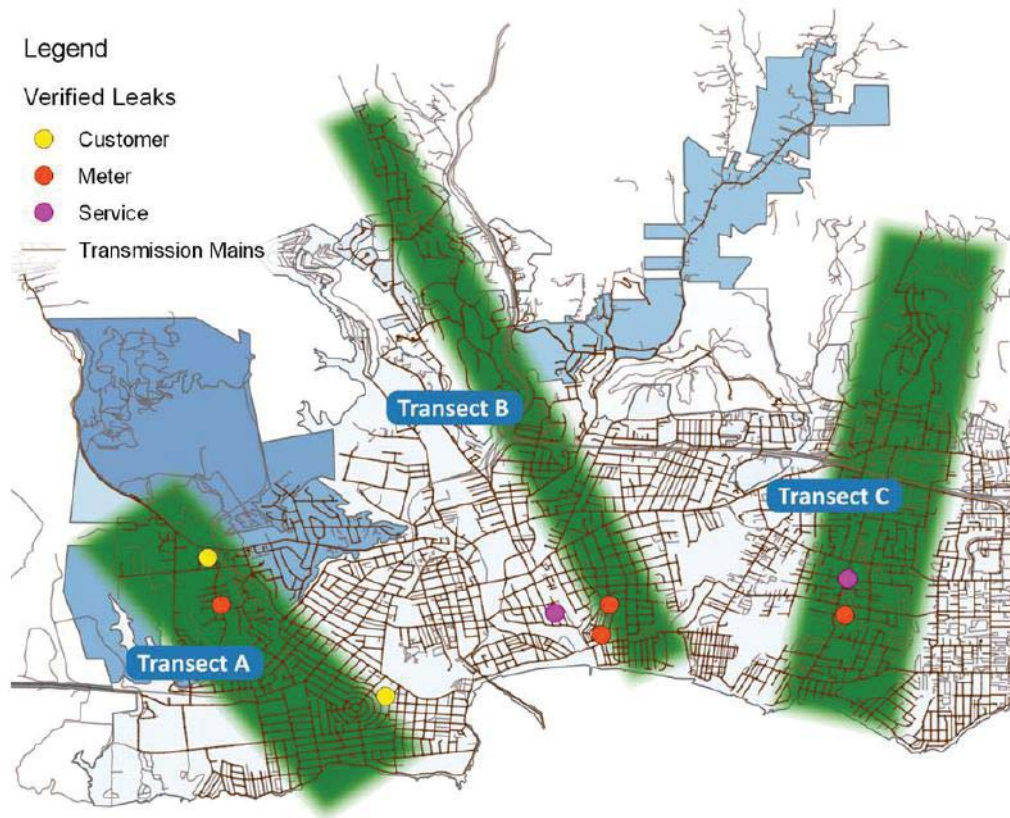 Legend
Verified Leaks
Customer
Meter
Service
Transmission Mains
Transect B
Transect C
Transect A